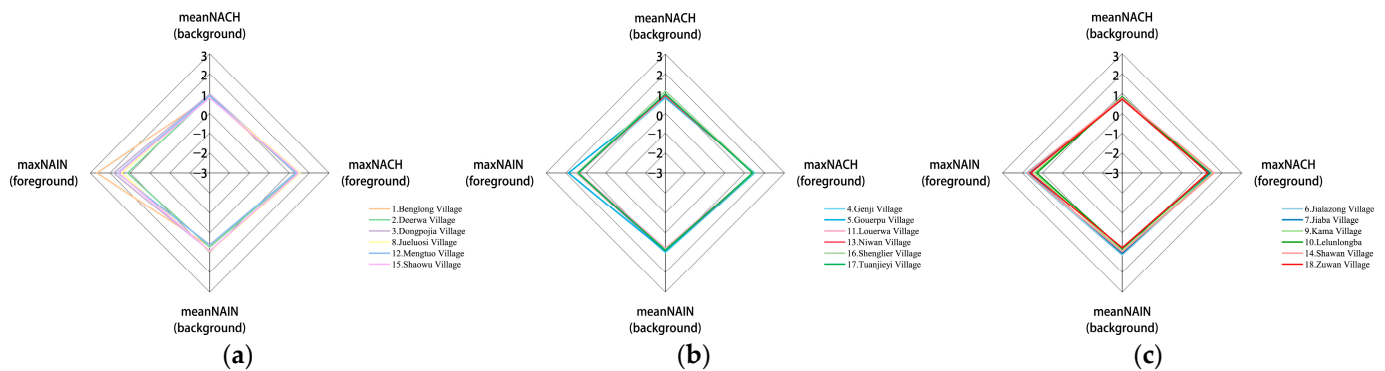 (a)
meanNACH
(background)
3
2
1
0
−1
−2
−3
maxNAIN
(foreground)
maxNACH
(foreground)
meanNAIN
(background)
1.Benglong Village
2.Deerwa Village
3.Dongpojia Village
8.Jueluosi Village
12.Mengtuo Village
15.Shaowu Village
(b)
meanNACH
(background)
3
2
1
0
−1
−2
−3
maxNAIN
(foreground)
maxNACH
(foreground)
meanNAIN
(background)
4.Genji Village
5.Gouerpu Village
11.Louerwa Village
13.Niwan Village
16.Shenglier Village
17.Tuanjieyi Village
(c)
meanNACH
(background)
3
2
1
0
−1
−2
−3
maxNAIN
(foreground)
maxNACH
(foreground)
meanNAIN
(background)
6.Jialazong Village
7.Jiaba Village
9.Kama Village
10.Lelunlongba
14.Shawan Village
18.Zuwan Village